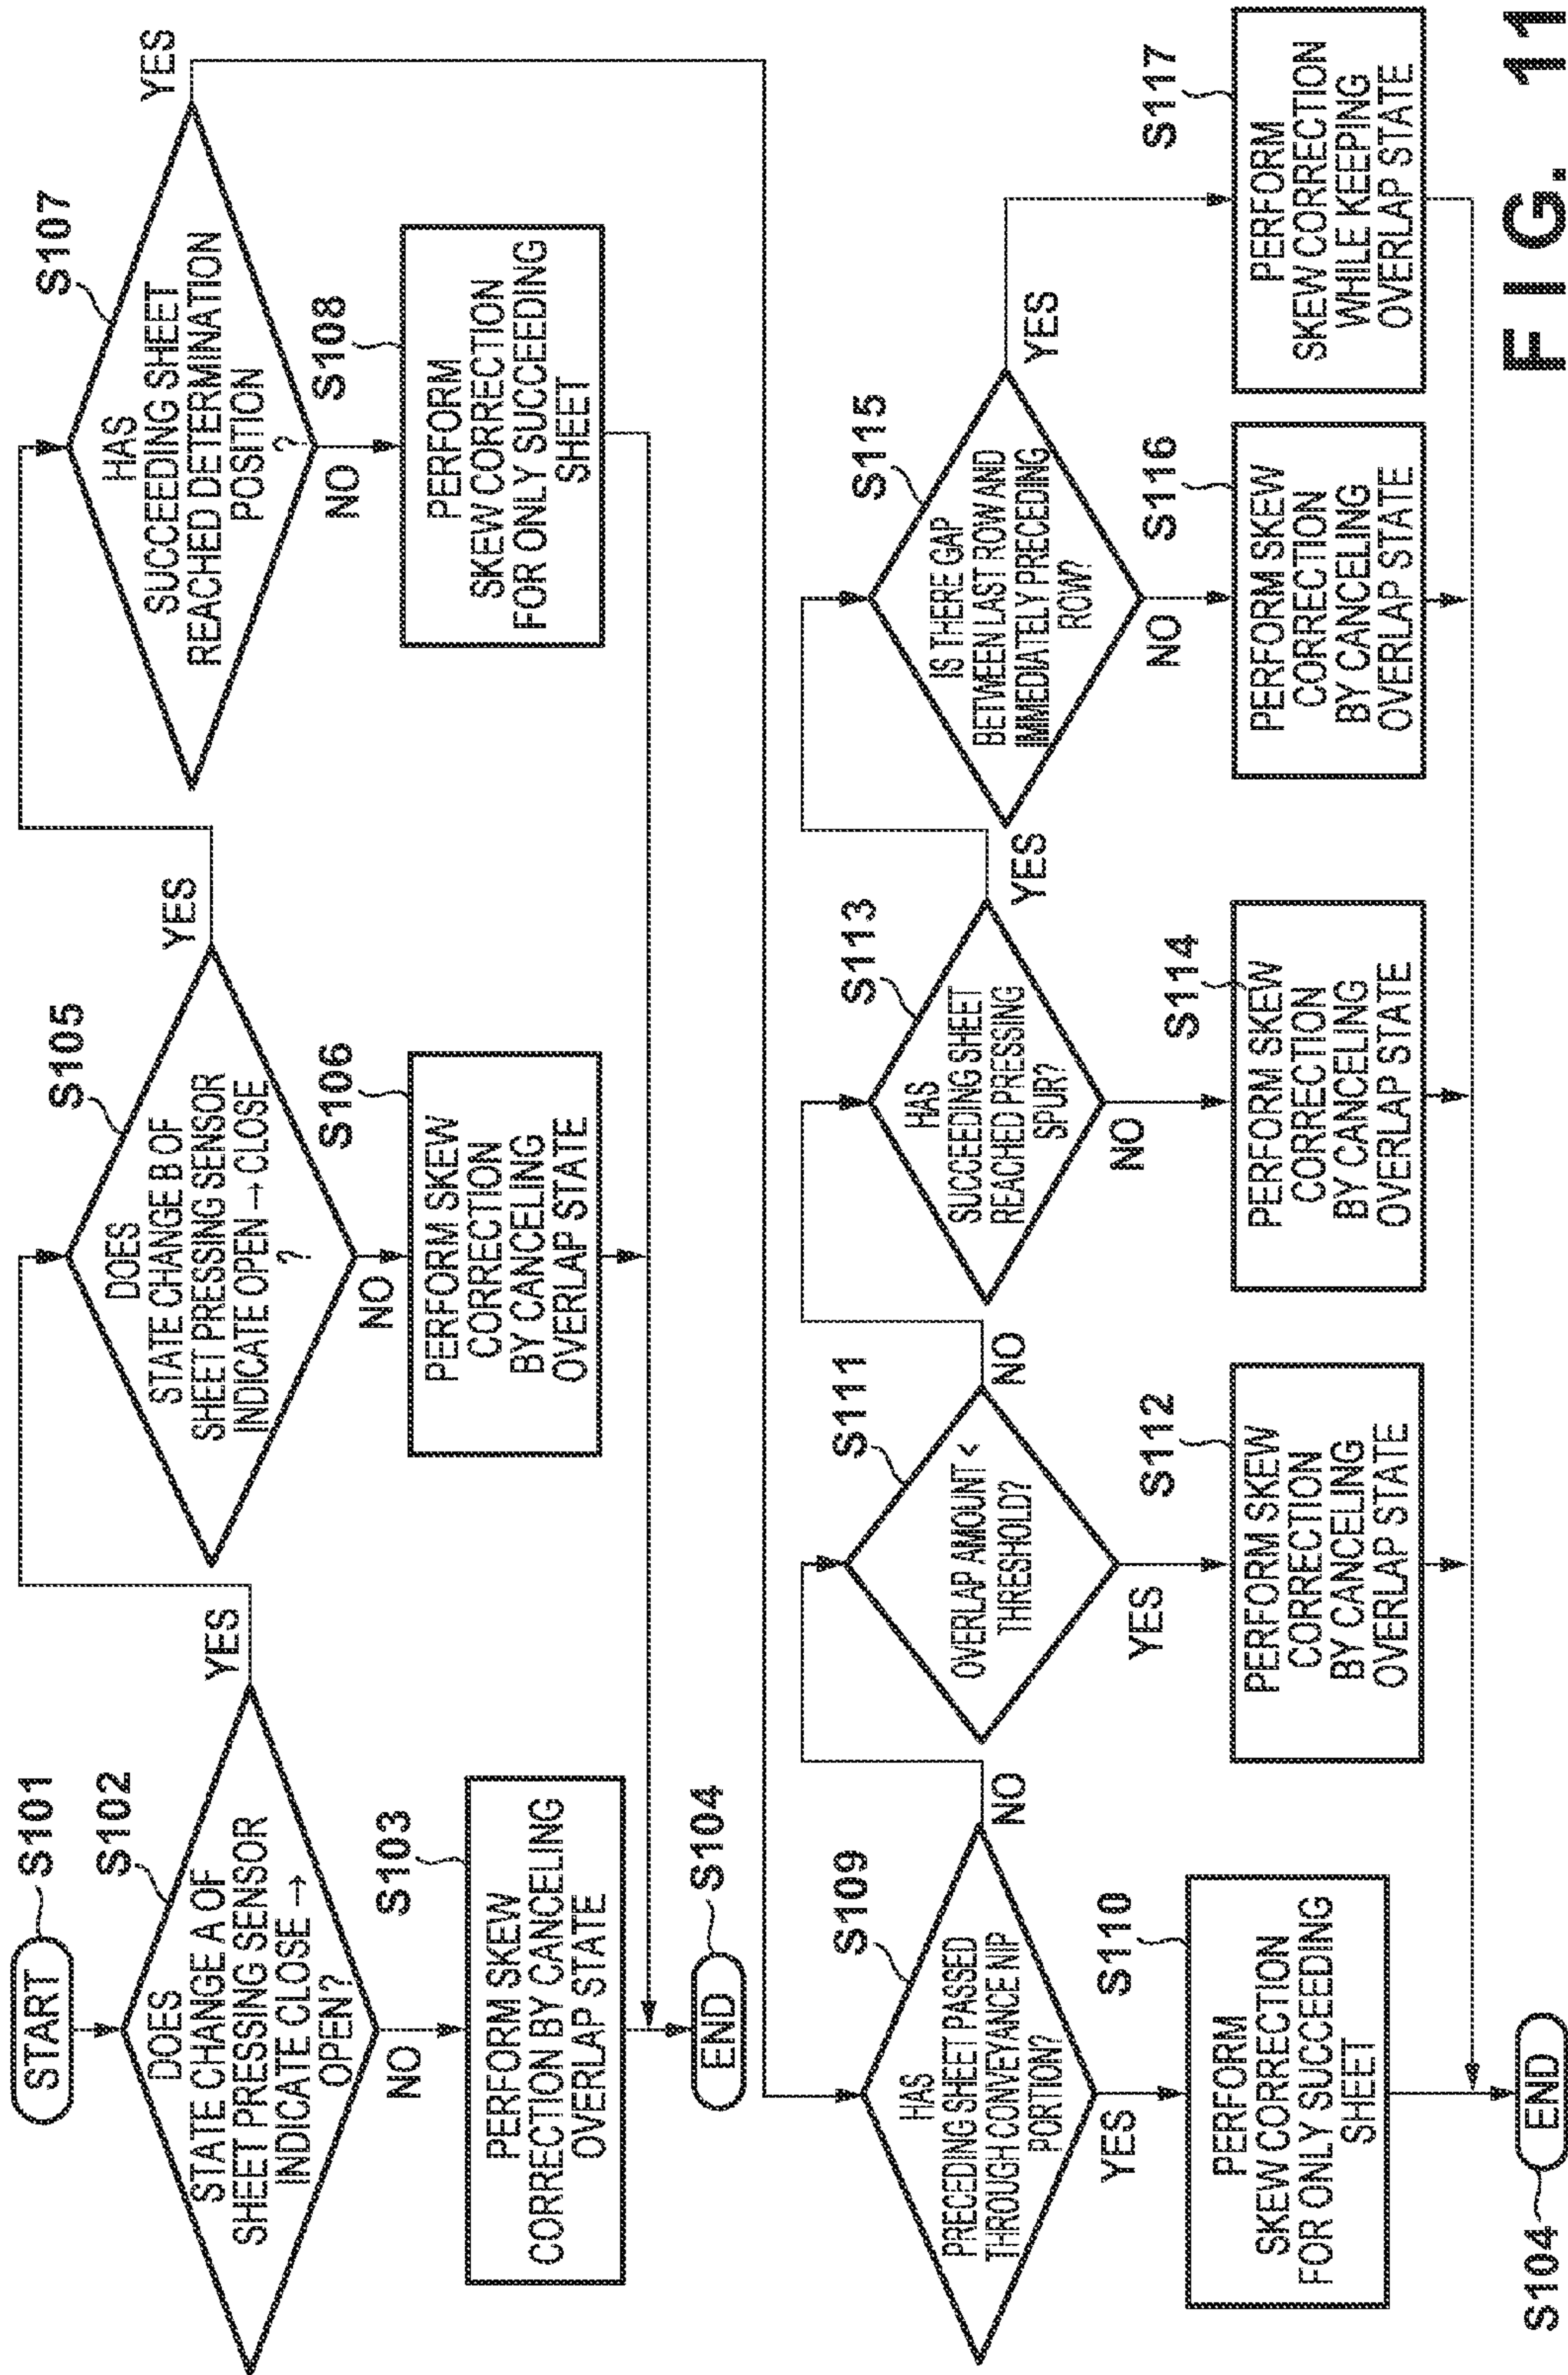 START
S101
DOES
STATE CHANGE A OF
SHEET PRESSING SENSOR
INDICATE CLOSE →
OPEN?
S102
YES
NO
PERFORM SKEW
CORRECTION BY CANCELING
OVERLAP STATE
S103
END
S104
DOES
STATE CHANGE B OF
SHEET PRESSING SENSOR
INDICATE OPEN → CLOSE
?
S105
YES
NO
PERFORM SKEW
CORRECTION
BY CANCELING
OVERLAP STATE
S106
HAS
SUCCEEDING SHEET
REACHED DETERMINATION
POSITION
?
S107
YES
NO
PERFORM
SKEW CORRECTION
FOR ONLY SUCCEEDING
SHEET
S108
HAS
PRECEDING SHEET PASSED
THROUGH CONVEYANCE NIP
PORTION?
S109
NO
YES
PERFORM
SKEW CORRECTION
FOR ONLY SUCCEEDING
SHEET
S110
END
S104
OVERLAP AMOUNT <
THRESHOLD?
S111
NO
YES
PERFORM SKEW
CORRECTION
BY CANCELING
OVERLAP STATE
S112
HAS
SUCCEEDING SHEET
REACHED PRESSING
SPUR?
S113
YES
NO
PERFORM SKEW
CORRECTION
BY CANCELING
OVERLAP STATE
S114
IS THERE GAP
BETWEEN LAST ROW AND
IMMEDIATELY PRECEDING
ROW?
S115
YES
NO
PERFORM SKEW
CORRECTION
BY CANCELING
OVERLAP STATE
S116
PERFORM
SKEW CORRECTION
WHILE KEEPING
OVERLAP STATE
S117
FIG. 11